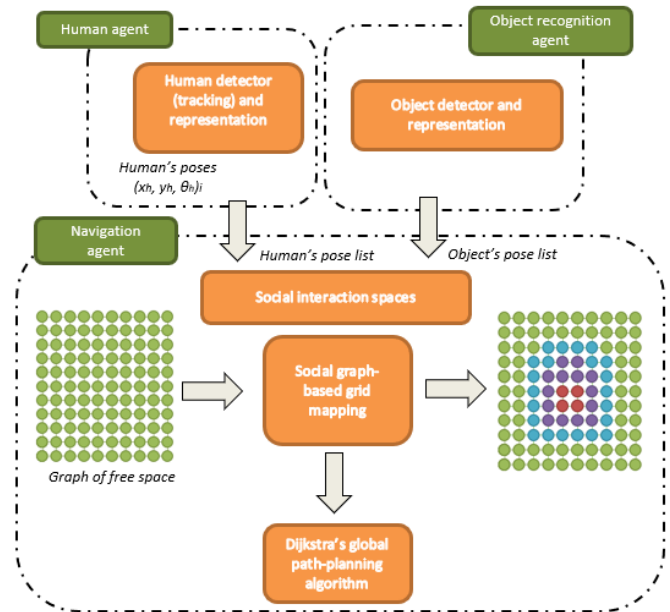 Human agent
Object recognition
agent
Human detector
(tracking) and
representation
Object detector and
representation
Human's poses
(xh, yh, θh)i
Navigation
agent
Human's pose list
Object's pose list
Social interaction spaces
Social graph-
based grid
mapping
Graph of free space
Dijkstra's global
path-planning
algorithm